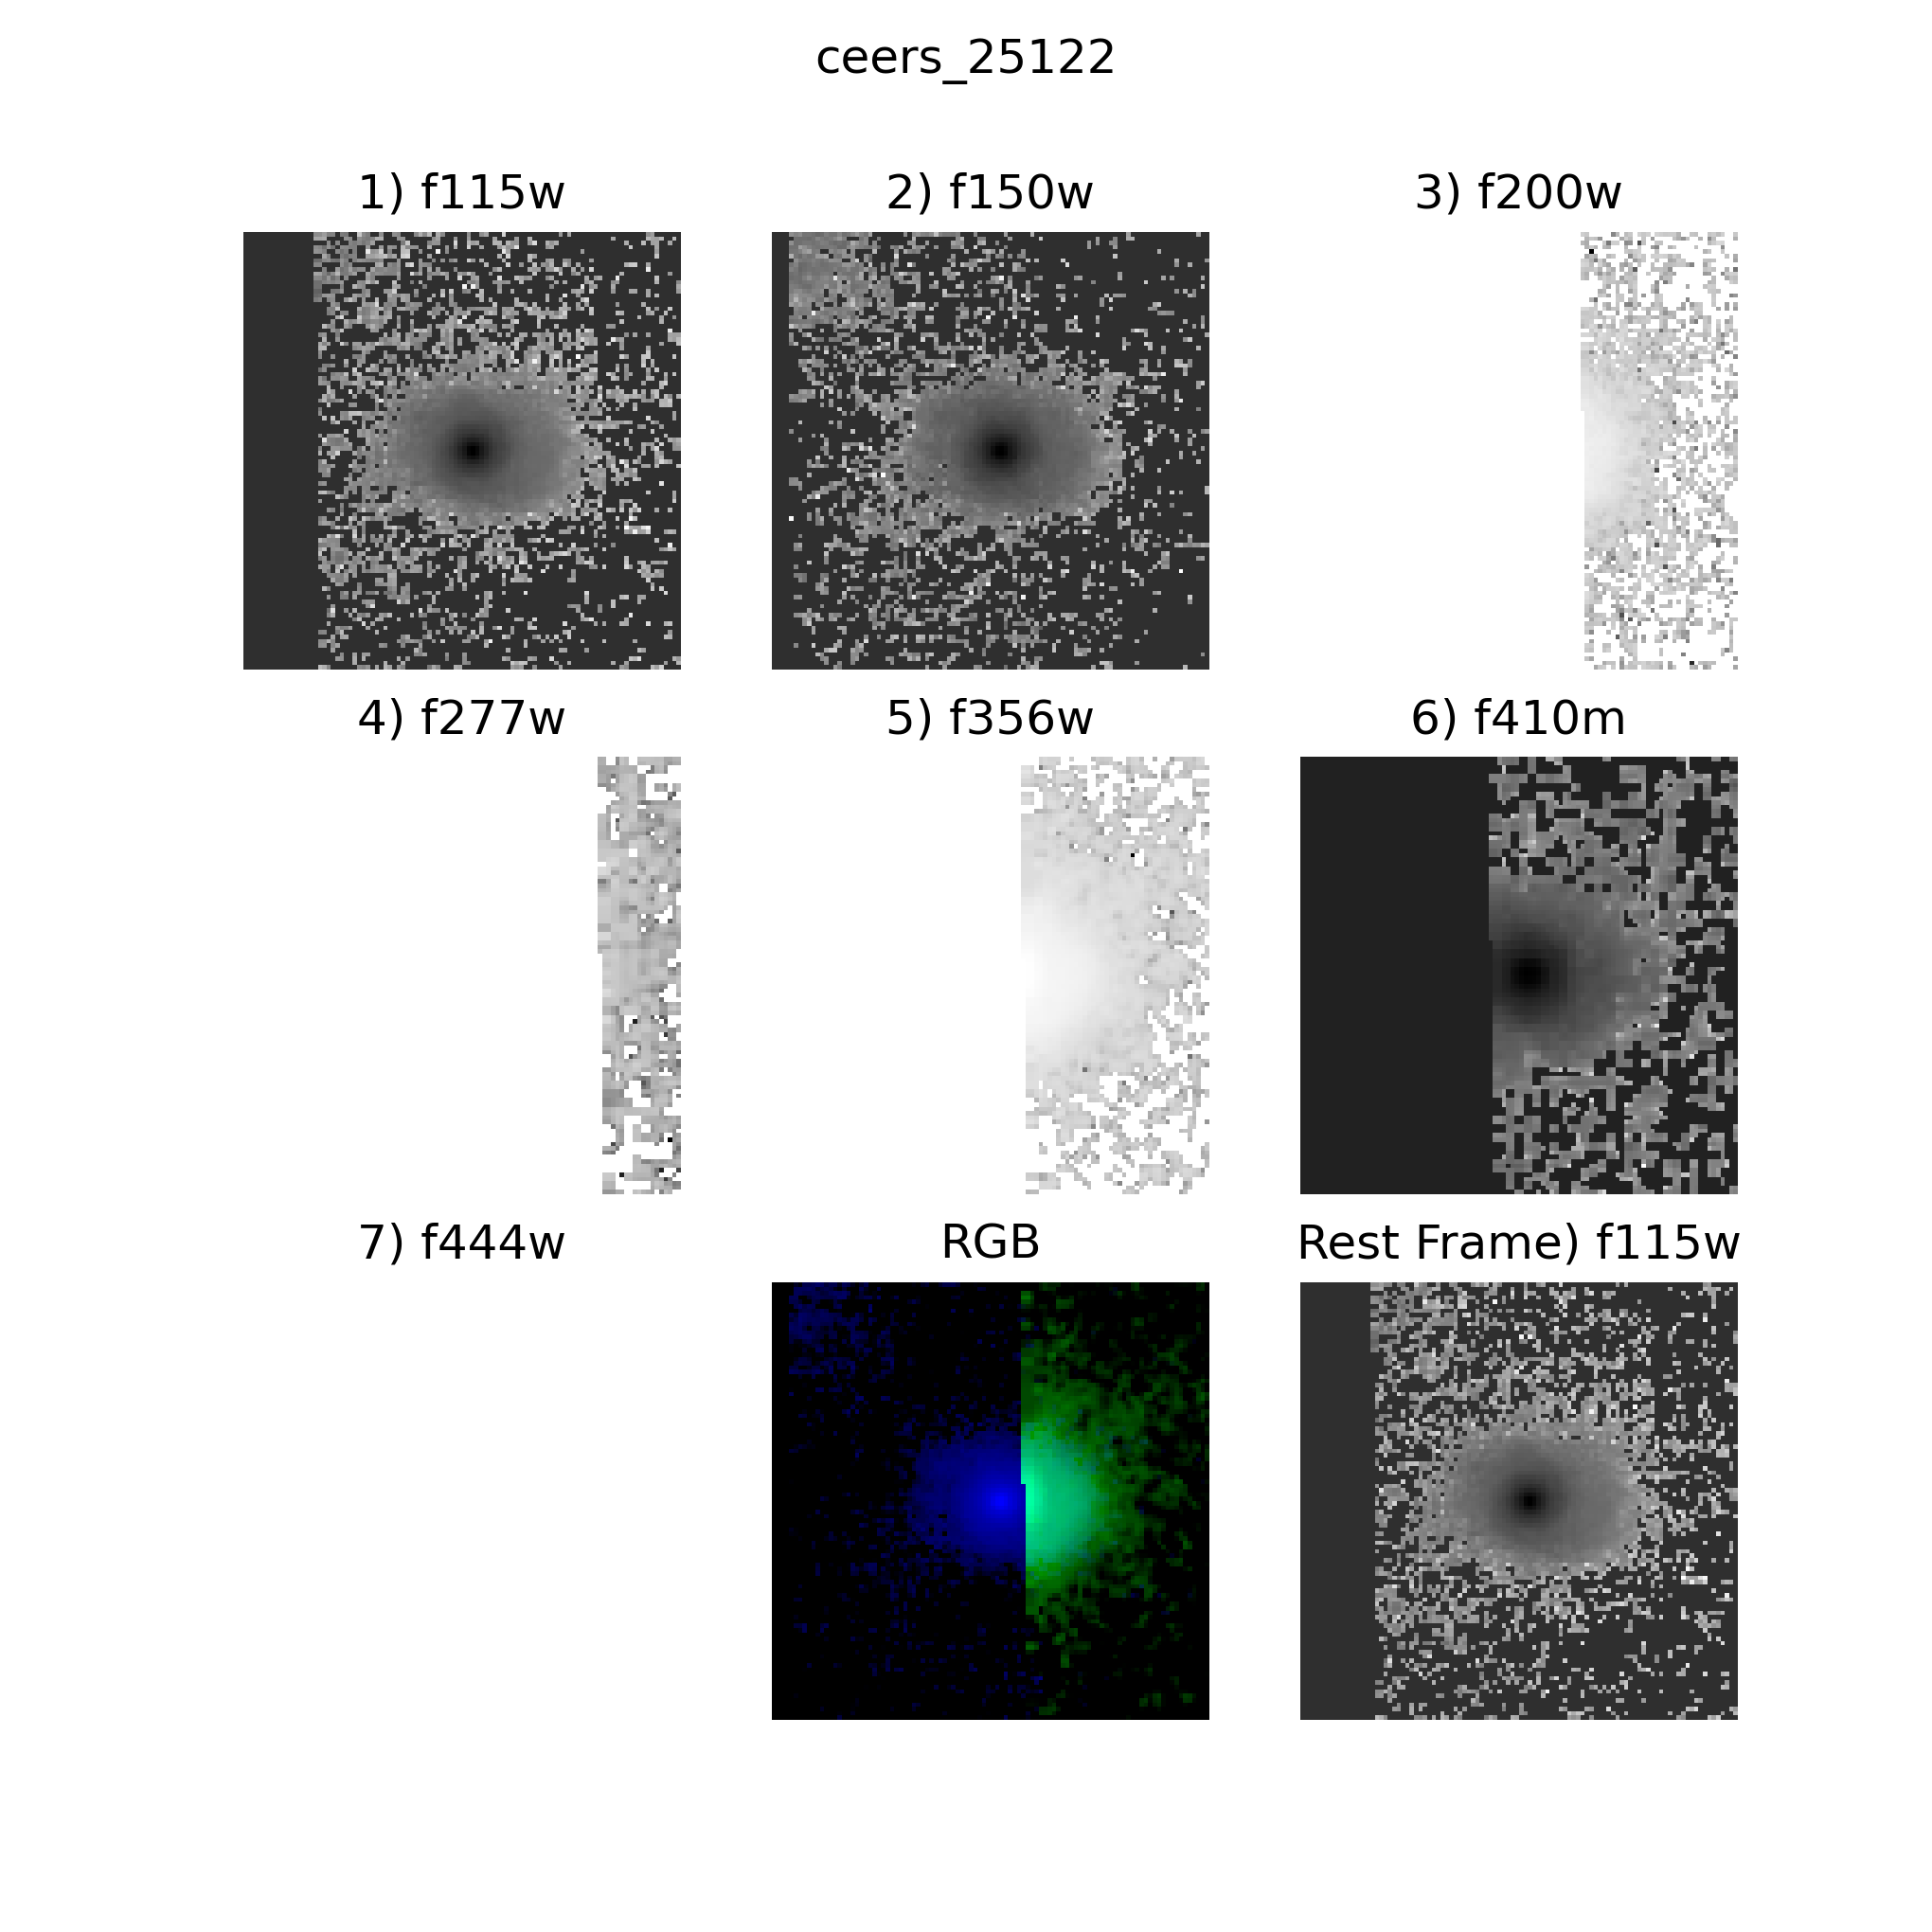 ceers_25122
1) f115w
2) f150w
3) f200w
4) f277w
5) f356w
6) f410m
7) f444w
RGB
Rest Frame) f115w